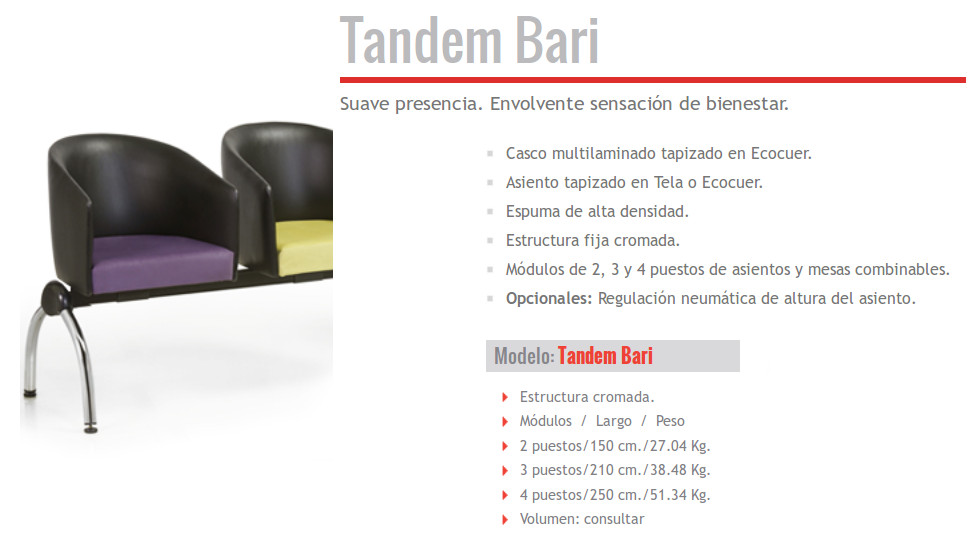 Tandem Bari
Suave presencia. Envolvente sensación de bienestar.
Casco multilaminado tapizado en Ecocuer.
Asiento tapizado en Tela o Ecocuer.
Espuma de alta densidad.
Estructura fija cromada.
Módulos de 2, 3 y 4 puestos de asientos y mesas combinables.
Opcionales: Regulación neumática de altura del asiento.
Modelo: Tandem Bari
Estructura cromada.
Módulos / Largo / Peso
2 puestos/150 cm./27.04 Kg.
3 puestos/210 cm./38.48 Kg.
4 puestos/250 cm./51.34 Kg.
Volumen: consultar